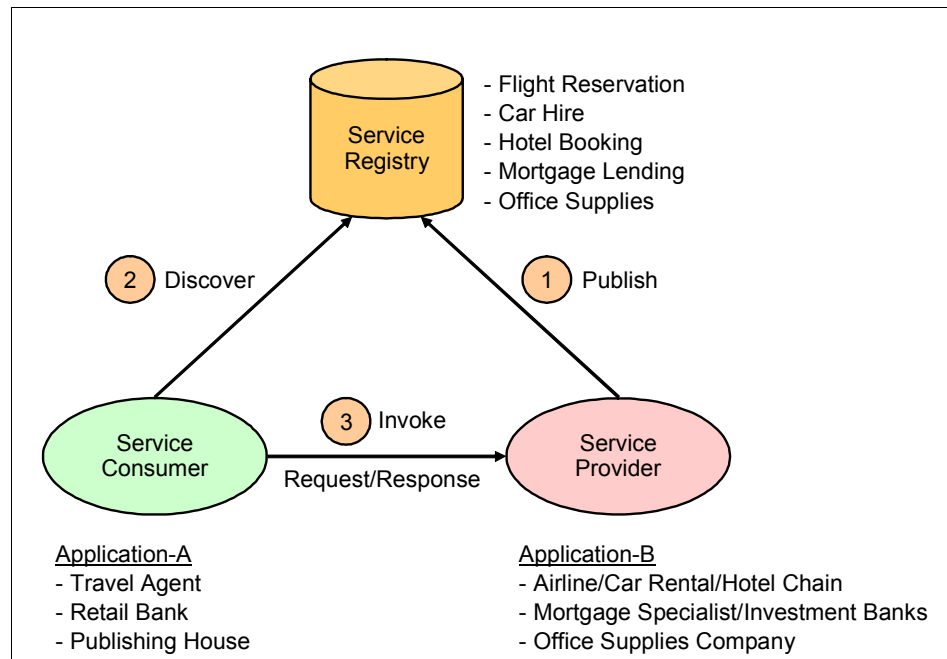 Service
Registry
- Flight Reservation
- Car Hire
- Hotel Booking
- Mortgage Lending
- Office Supplies
2 Discover
1 Publish
3 Invoke
Service
Consumer
Request/Response
Service
Provider
Application-A
- Travel Agent
- Retail Bank
- Publishing House
Application-B
- Airline/Car Rental/Hotel Chain
- Mortgage Specialist/Investment Banks
- Office Supplies Company